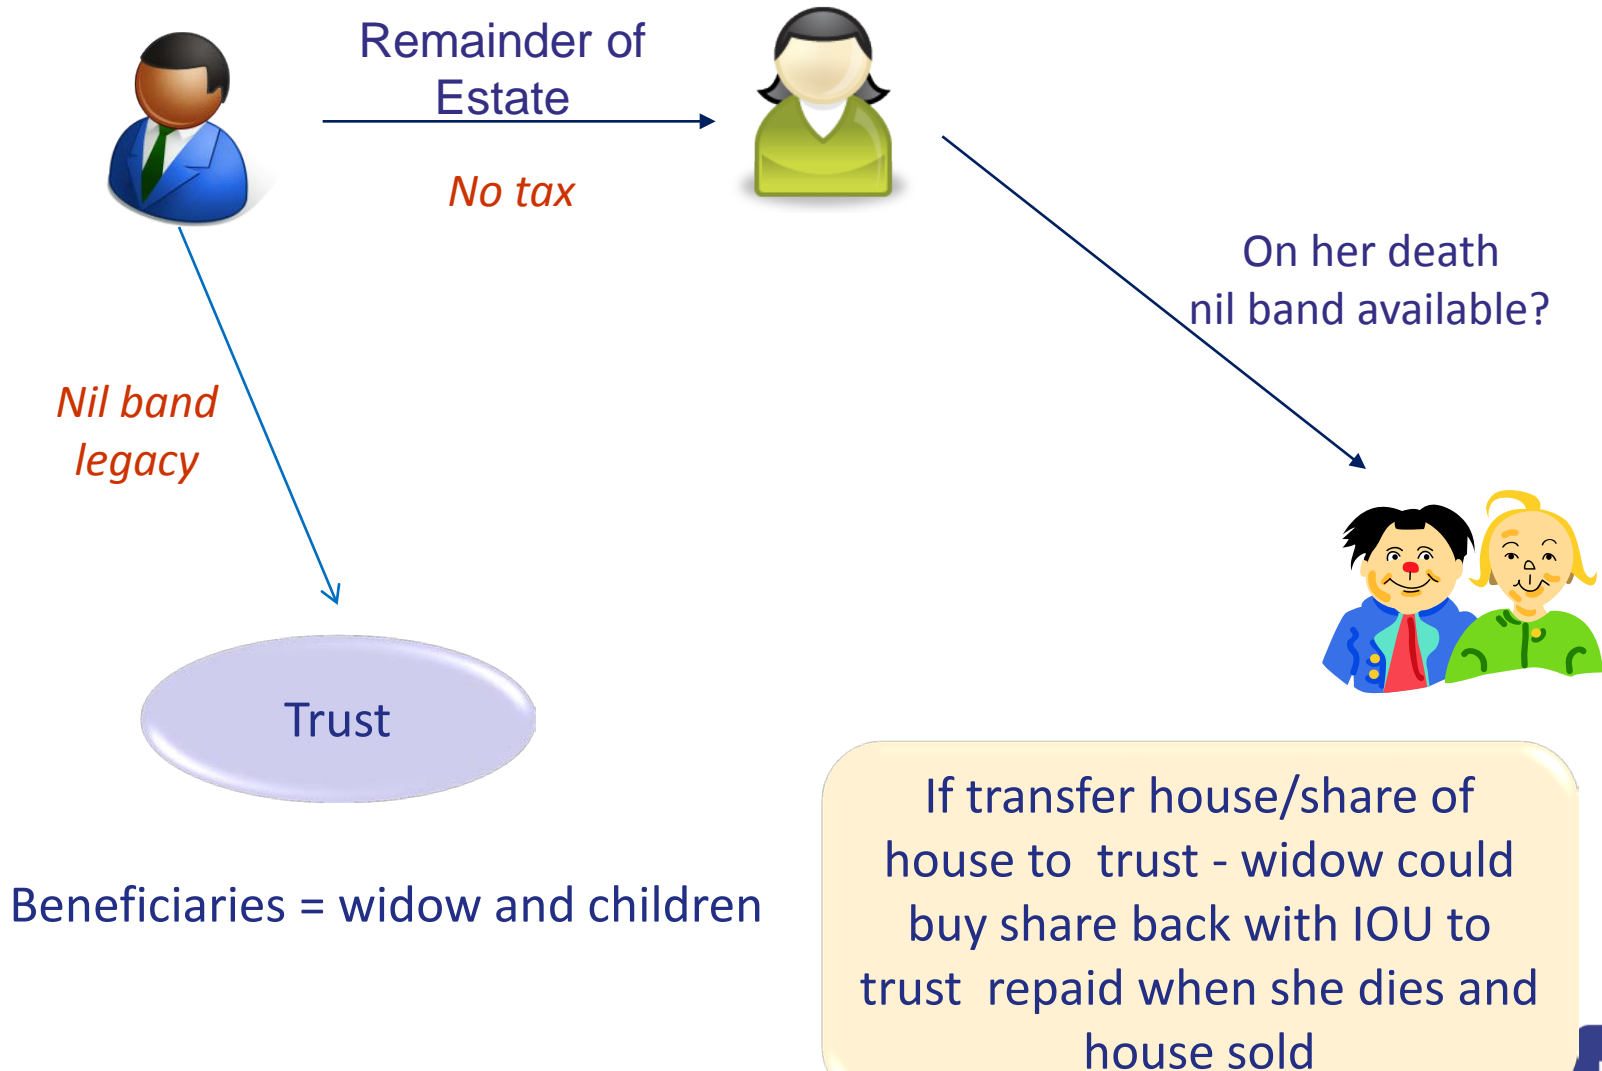 Remainder of
Estate
No tax
On her death
nil band available?
Nil band
legacy
Trust
Beneficiaries = widow and children
If transfer house/share of
house to trust - widow could
buy share back with IOU to
trust repaid when she dies and
house sold